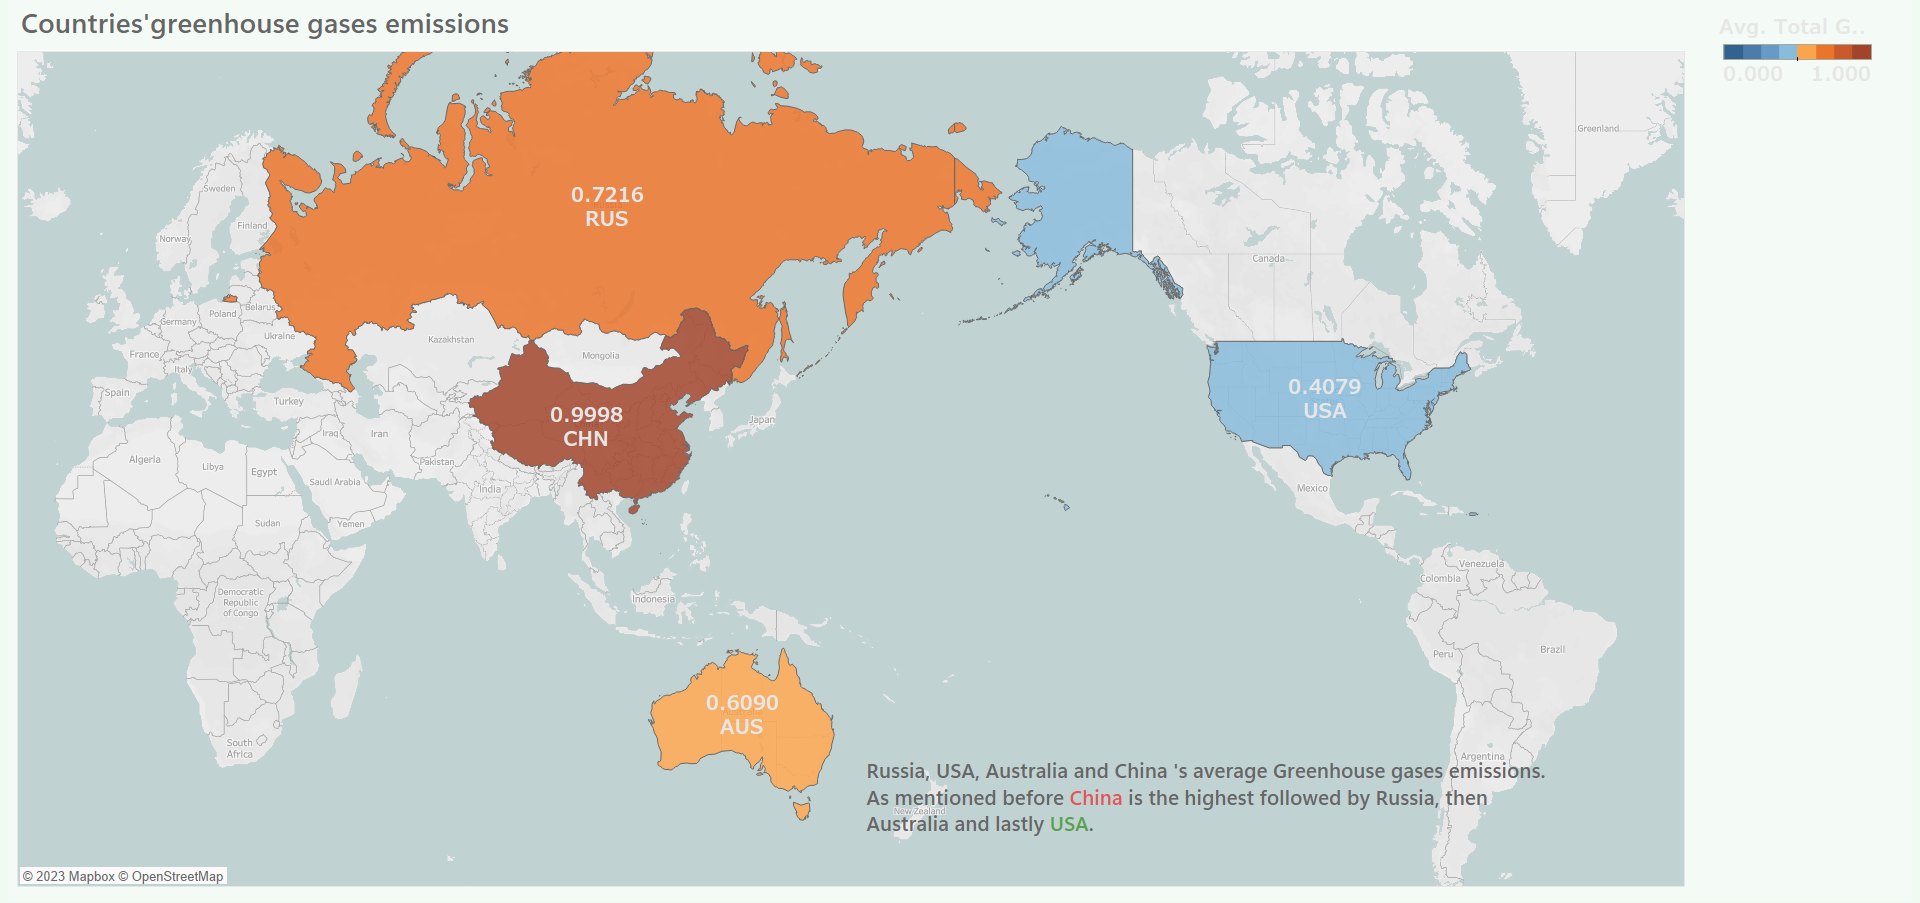 Countries'greenhouse gases emissions
Avg. Total G..
0.000 1.000
Greenland
Sweden
Finland
Norway
0.7216
RUS
Canada
Belarus
Poland
Germany
Ukraine
France
Kazakhstan
Mongolia
Italy
Spain
Turkey
0.4079
USA
0.9998
CHN
Japan
Iraq
Iran
Algeria
Libya
Egypt
Pakistan
Saudi Arabia
India
Mexico
Sudan
Yemen
Venezuela
Colombia
Democratic
Republic
of Congo
Indonesia
Brazil
Peru
0.6090
AUS
South
Africa
Argentina
Russia, USA, Australia and China 's average Greenhouse gases emissions.
As mentioned before China is the highest followed by Russia, then
New Zealand
Australia and lastly USA.
© 2023 Mapbox © OpenStreetMap